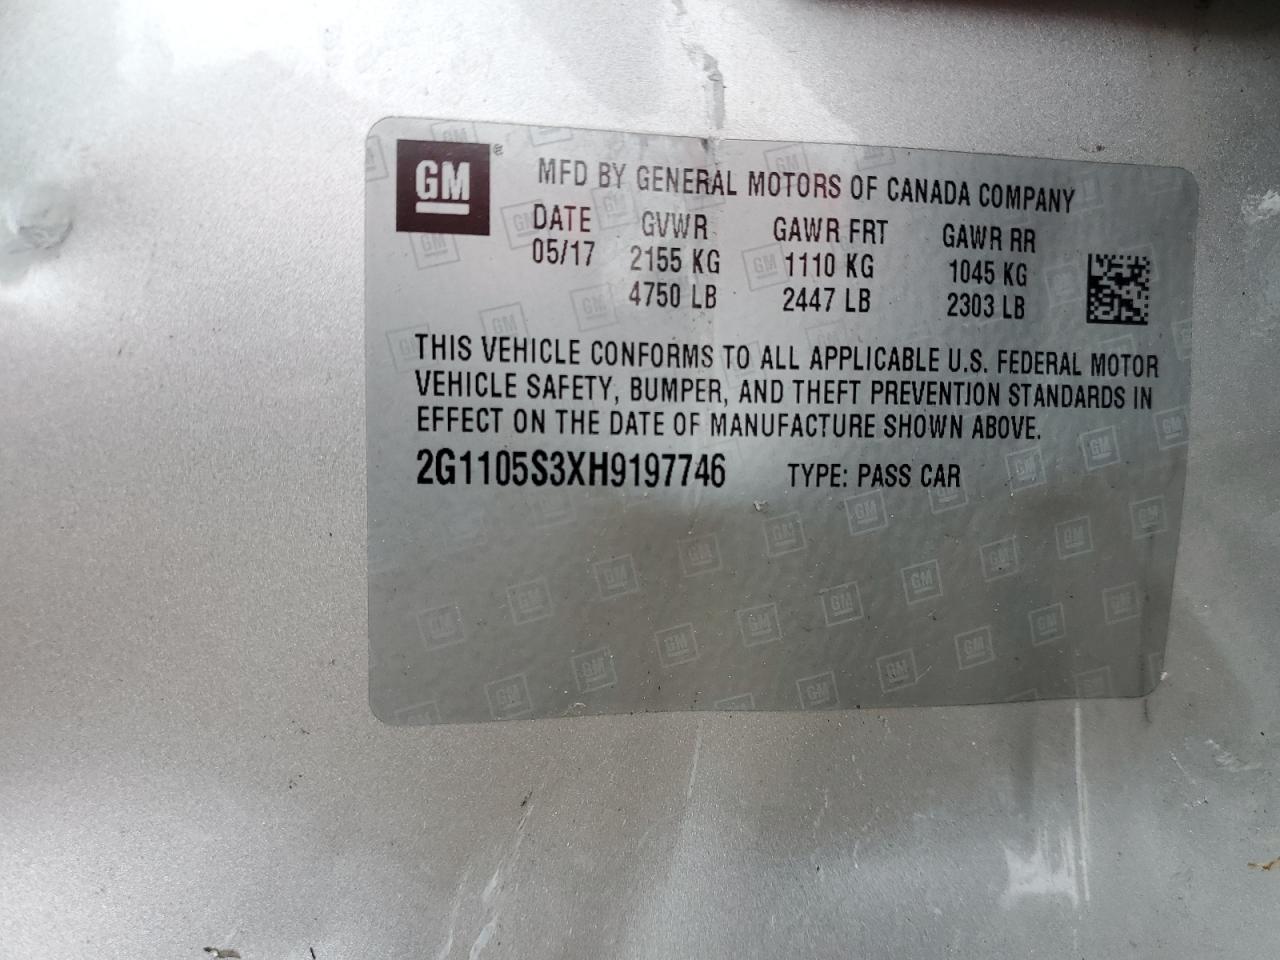 GM ®
MFD BY GENERAL MOTORS OF CANADA COMPANY
DATE GVWR GAWR FRT GAWR RR
05/17 2155 KG 1110 KG 1045 KG
4750 LB 2447 LB 2303 LB
THIS VEHICLE CONFORMS TO ALL APPLICABLE U.S. FEDERAL MOTOR
VEHICLE SAFETY, BUMPER, AND THEFT PREVENTION STANDARDS IN
EFFECT ON THE DATE OF MANUFACTURE SHOWN ABOVE.
2G1105S3XH9197746 TYPE: PASS CAR